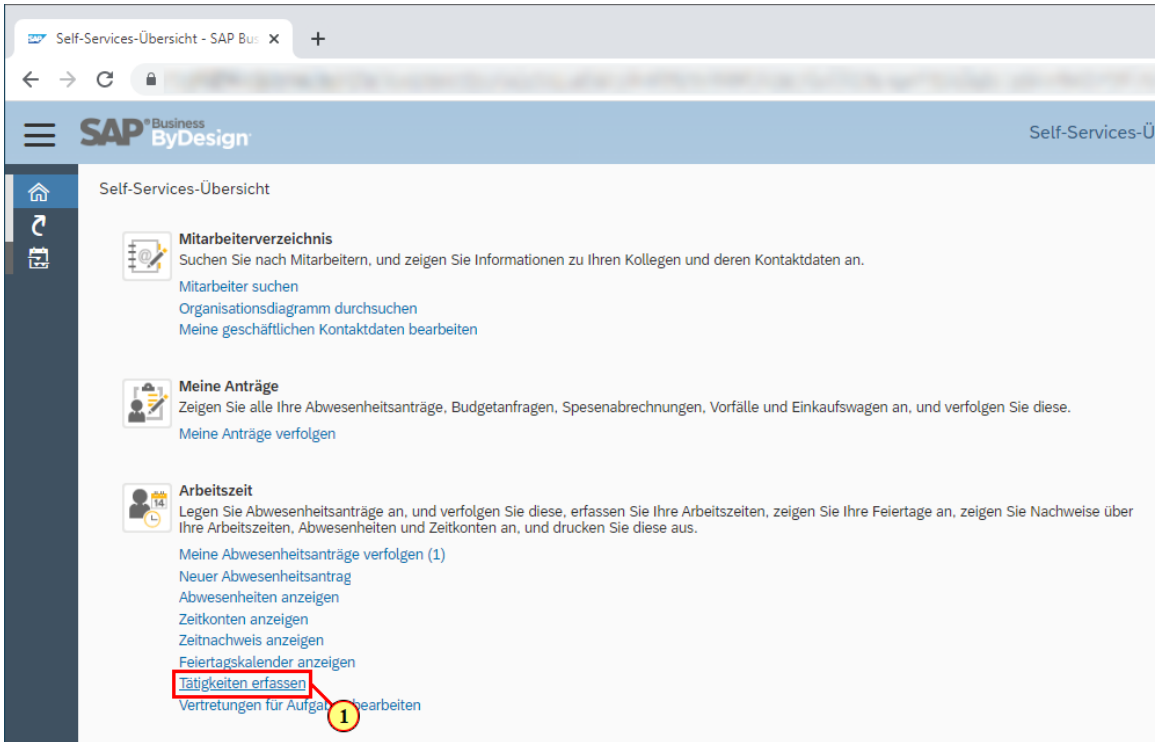 Self-Services-Übersicht - SAP Bus
SAP Business ByDesign
Self-Services-Ü
Self-Services-Übersicht
Mitarbeiterverzeichnis
Suchen Sie nach Mitarbeitern, und zeigen Sie Informationen zu Ihren Kollegen und deren Kontaktdaten an.
Mitarbeiter suchen
Organisationsdiagramm durchsuchen
Meine geschäftlichen Kontaktdaten bearbeiten
Meine Anträge
Zeigen Sie alle Ihre Abwesenheitsanträge, Budgetanfragen, Spesenabrechnungen, Vorfälle und Einkaufswagen an, und verfolgen Sie diese.
Meine Anträge verfolgen
14
Arbeitszeit
Legen Sie Abwesenheitsanträge an, und verfolgen Sie diese, erfassen Sie Ihre Arbeitszeiten, zeigen Sie Ihre Feiertage an, zeigen Sie Nachweise über
Ihre Arbeitszeiten, Abwesenheiten und Zeitkonten an, und drucken Sie diese aus.
Meine Abwesenheitsanträge verfolgen (1)
Neuer Abwesenheitsantrag
Abwesenheiten anzeigen
Zeitkonten anzeigen
Zeitnachweis anzeigen
Feiertagskalender anzeigen
Tätigkeiten erfassen
Vertretungen für Aufgab bearbeiten
1